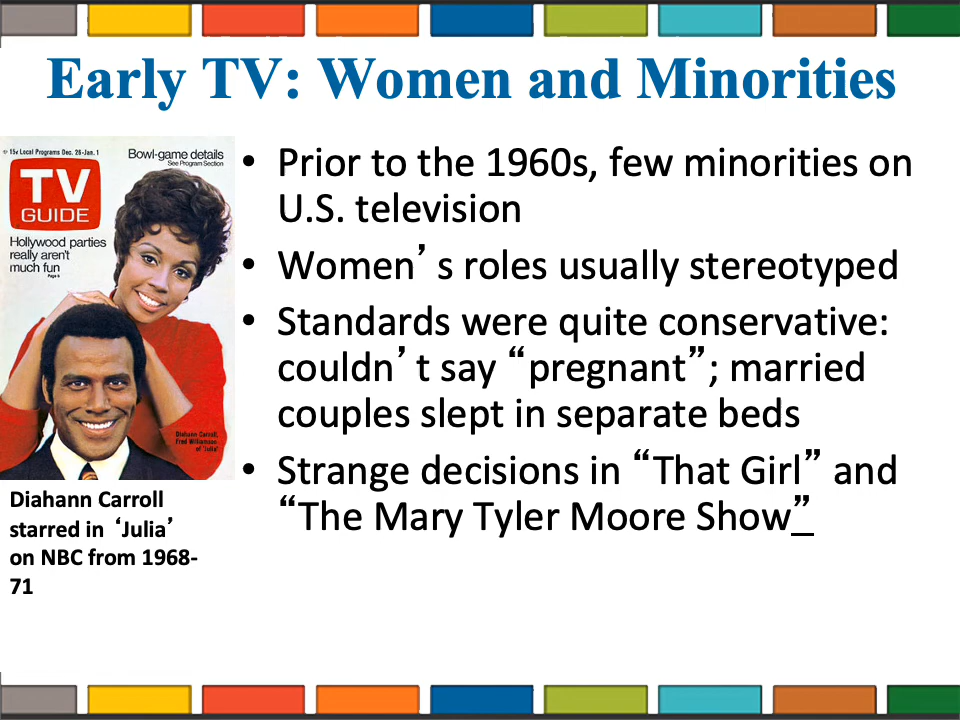 Early TV: Women and Minorities
15¢ Local Programs Dec. 26-Jan. 1
Bowl-game details
See Program Section
TV
GUIDE
Hollywood parties
really aren't
much fun
Page 6
Diahann Carroll,
Fred Williamson
of 'Julia'
Diahann Carroll
starred in ‘Julia’
on NBC from 1968-
71
• Prior to the 1960s, few minorities on
U.S. television
• Women’s roles usually stereotyped
• Standards were quite conservative:
couldn’t say “pregnant”; married
couples slept in separate beds
• Strange decisions in “That Girl” and
“The Mary Tyler Moore Show”